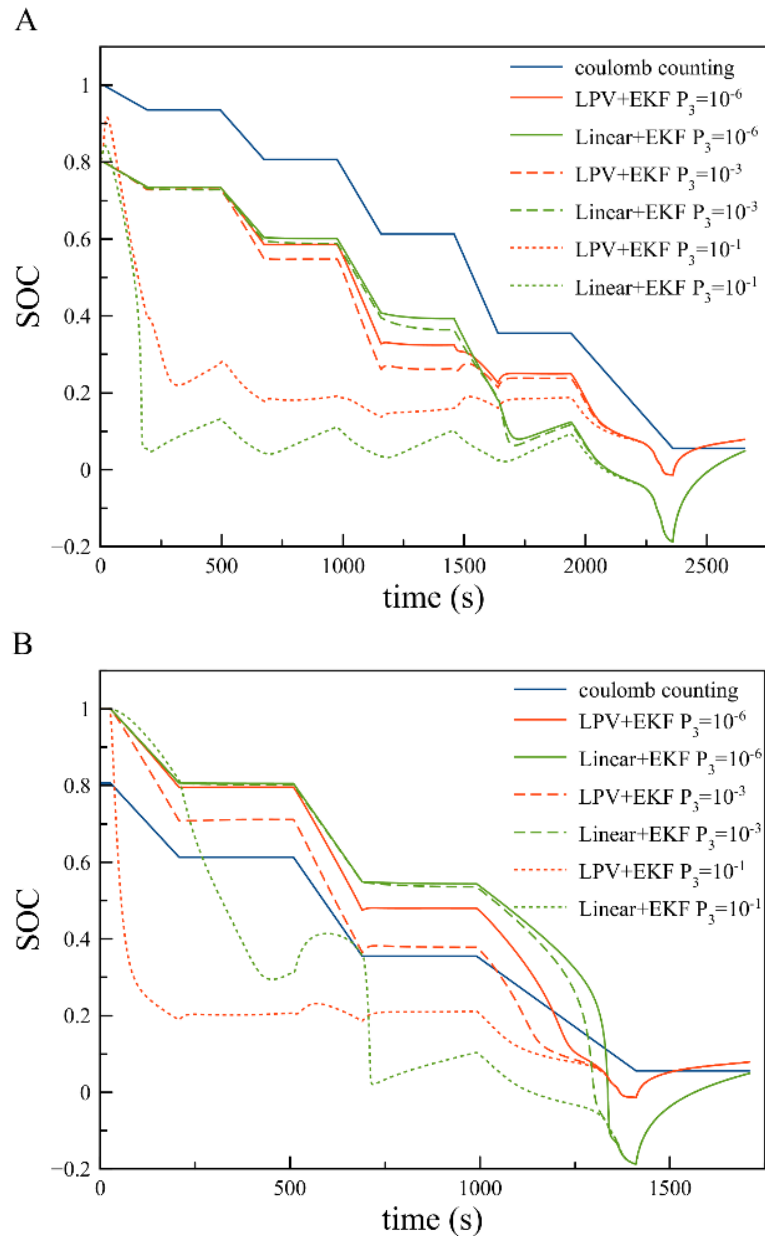 A
coulomb counting
LPV+EKF P₃=10⁻⁶
Linear+EKF P₃=10⁻⁶
LPV+EKF P₃=10⁻³
Linear+EKF P₃=10⁻³
LPV+EKF P₃=10⁻¹
Linear+EKF P₃=10⁻¹
1
0.8
0.6
0.4
0.2
0
−0.2
SOC
0 500 1000 1500 2000 2500
time (s)
B
coulomb counting
LPV+EKF P₃=10⁻⁶
Linear+EKF P₃=10⁻⁶
LPV+EKF P₃=10⁻³
Linear+EKF P₃=10⁻³
LPV+EKF P₃=10⁻¹
Linear+EKF P₃=10⁻¹
1
0.8
0.6
0.4
0.2
0
−0.2
SOC
0 500 1000 1500
time (s)